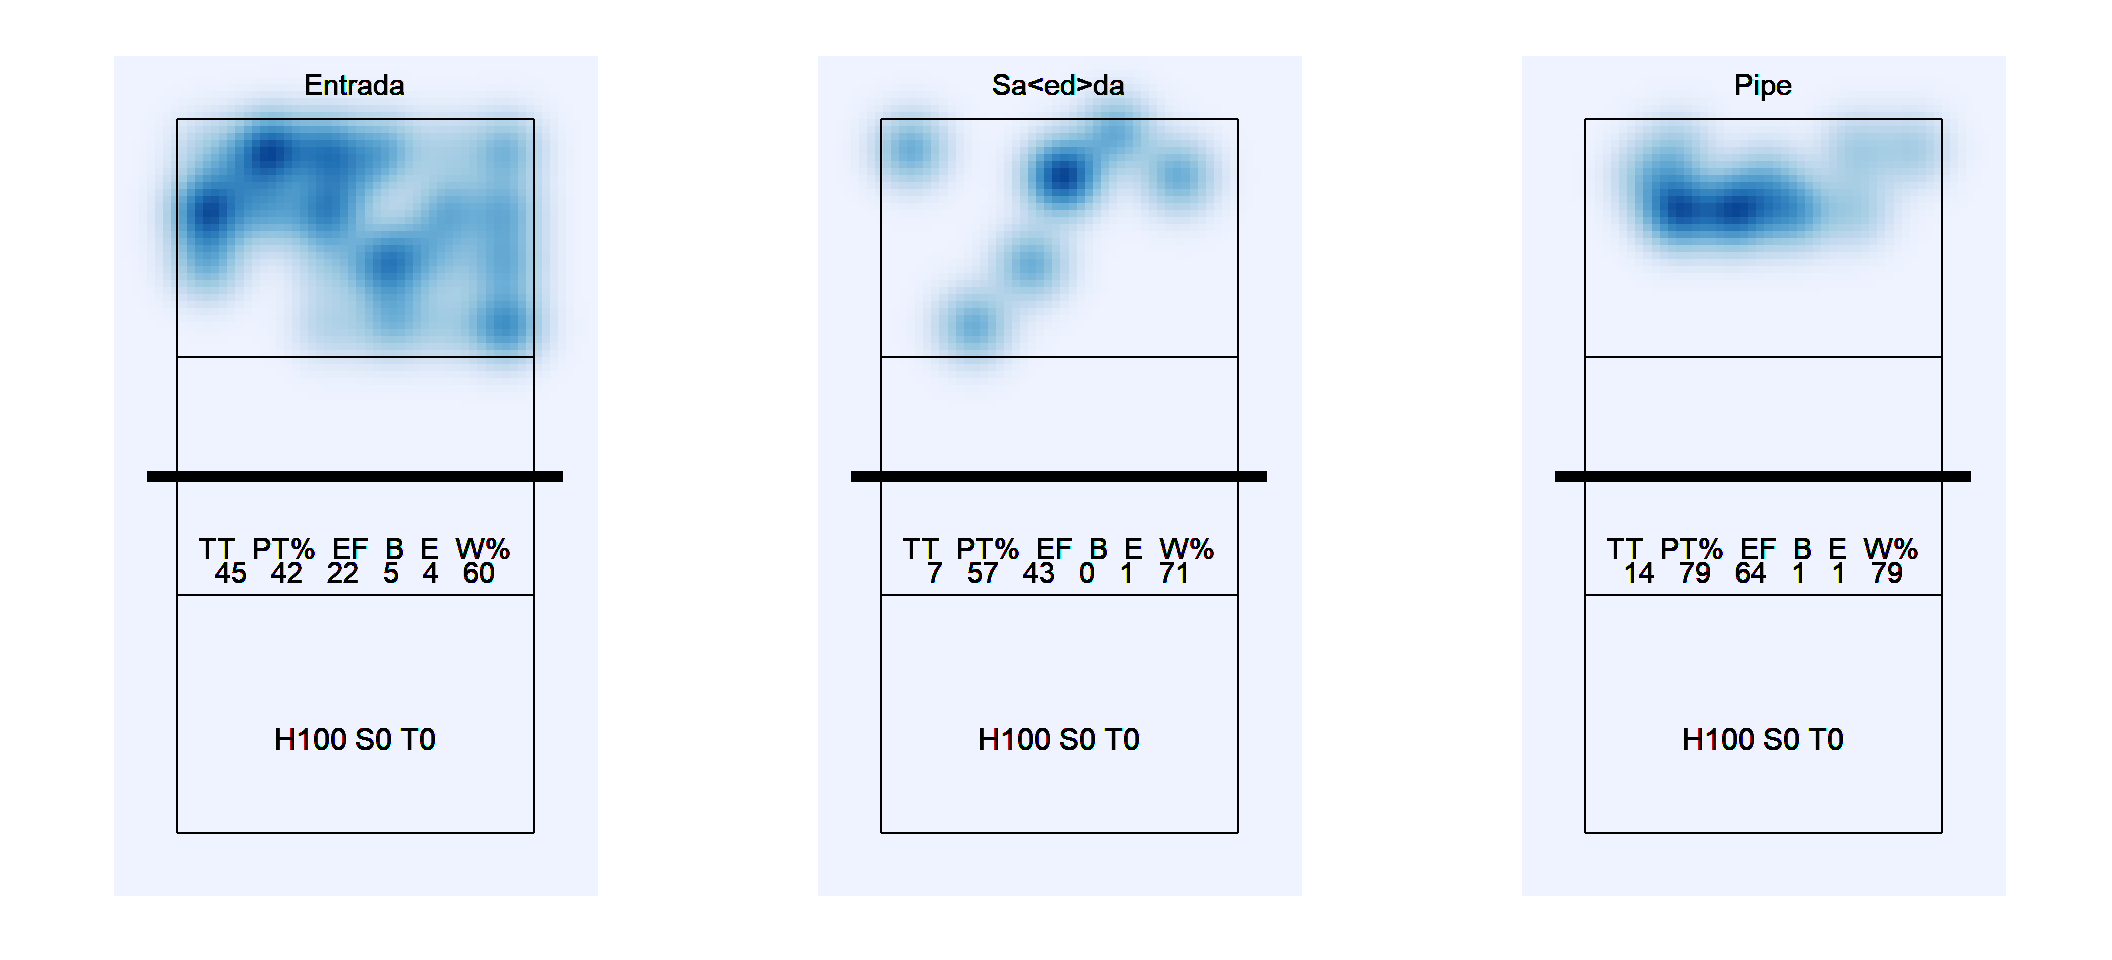 Entrada
TT PT% EF B E W%
45 42 22 5 4 60
H100 S0 T0
Sa<ed>da
TT PT% EF B E W%
7 57 43 0 1 71
H100 S0 T0
Pipe
TT PT% EF B E W%
14 79 64 1 1 79
H100 S0 T0